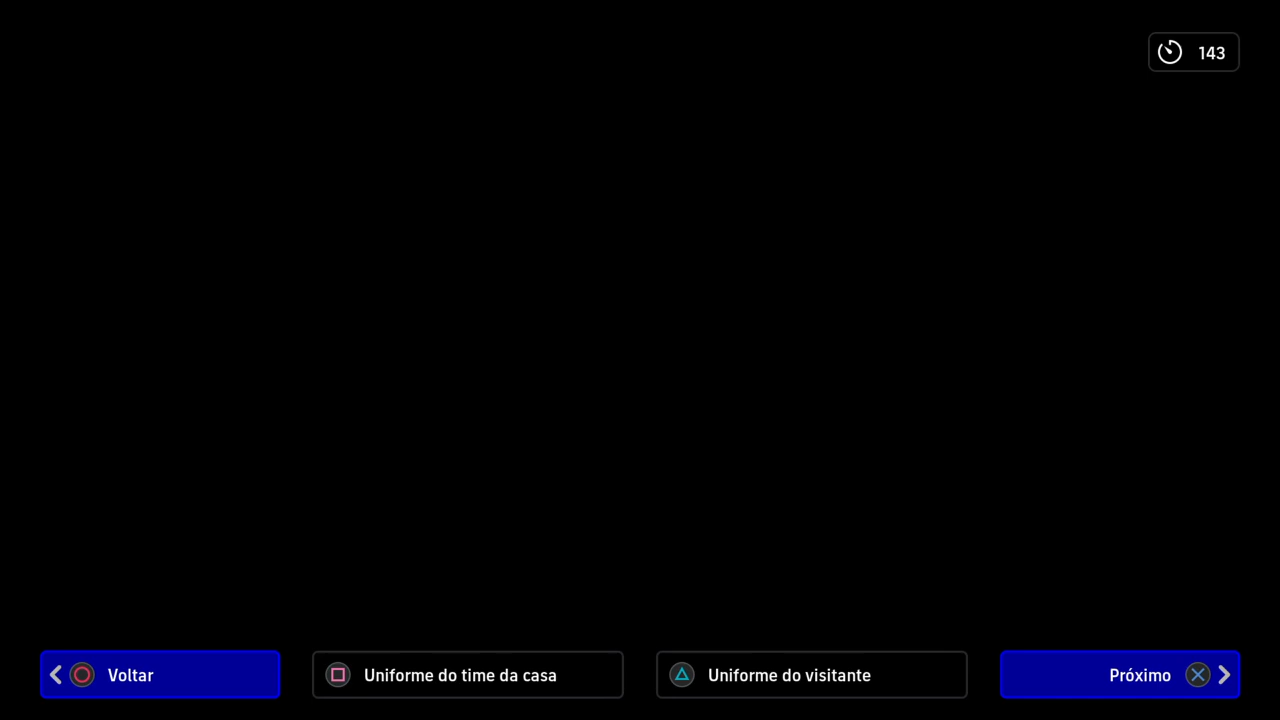 143
Voltar
Uniforme do time da casa
Uniforme do visitante
Próximo